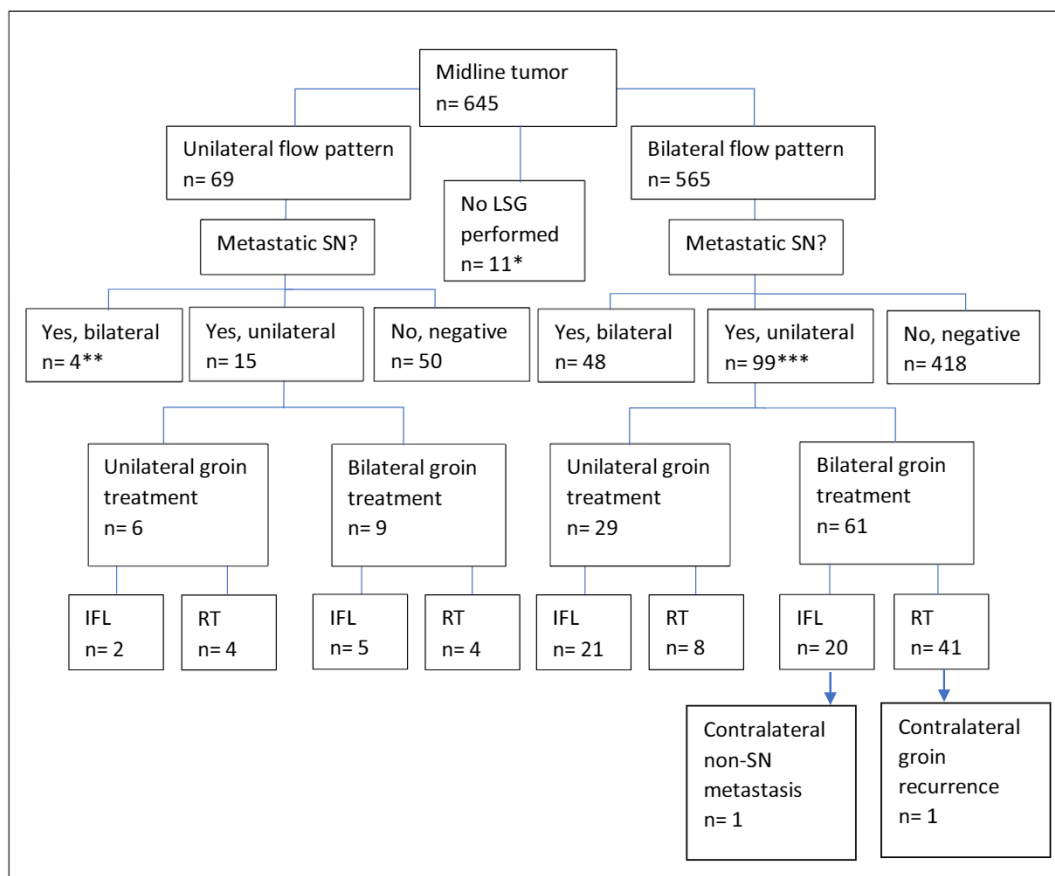 Midline tumor
n= 645
Unilateral flow pattern
n= 69
No LSG
performed
n= 11*
Bilateral flow pattern
n= 565
Metastatic SN?
Metastatic SN?
Yes, bilateral
n= 4**
Yes, unilateral
n= 15
No, negative
n= 50
Yes, bilateral
n= 48
Yes, unilateral
n= 99***
No, negative
n= 418
Unilateral groin
treatment
n= 6
Bilateral groin
treatment
n= 9
Unilateral groin
treatment
n= 29
Bilateral groin
treatment
n= 61
IFL
n= 2
RT
n= 4
IFL
n= 5
RT
n= 4
IFL
n= 21
RT
n= 8
IFL
n= 20
RT
n= 41
Contralateral
non-SN
metastasis
n= 1
Contralateral
groin
recurrence
n= 1